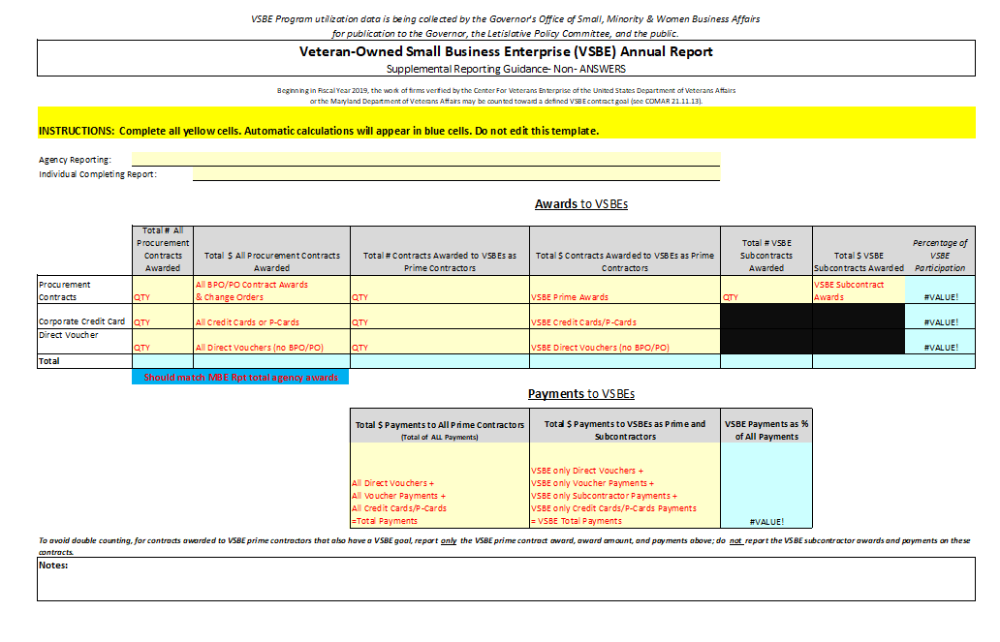 VSBE Program utilization data is being collected by the Governor's Office of Small, Minority & Women Business Affairs
for publication to the Governor, the Letislative Policy Committee, and the public.
Veteran-Owned Small Business Enterprise (VSBE) Annual Report
Supplemental Reporting Guidance- Non- ANSWERS
Beginning in Fiscal Year 2019, the work of firms verified by the Center For Veterans Enterprise of the United States Department of Veterans Affairs
or the Maryland Department of Veterans Affairs may be counted toward a defined VSBE contract goal (see COMAR 21.11.13).
INSTRUCTIONS: Complete all yellow cells. Automatic calculations will appear in blue cells. Do not edit this template.
Agency Reporting:
Individual Completing Report:
Awards to VSBEs
Total # All
Procurement
Contracts
Awarded
Total $ All Procurement Contracts
Awarded
Total # Contracts Awarded to VSBEs as
Prime Contractors
Total $ Contracts Awarded to VSBEs as Prime
Contractors
Total # VSBE
Subcontracts
Awarded
Total $ VSBE
Subcontracts Awarded
Percentage of
VSBE
Participation
Procurement
Contracts
QTY
All BPO/PO Contract Awards
& Change Orders
QTY
VSBE Prime Awards
QTY
VSBE Subcontract
Awards
#VALUE!
Corporate Credit Card
QTY
All Credit Cards or P-Cards
QTY
VSBE Credit Cards/P-Cards
#VALUE!
Direct Voucher
QTY
All Direct Vouchers (no BPO/PO)
QTY
VSBE Direct Vouchers (no BPO/PO)
#VALUE!
Total
Should match MBE Rpt total agency awards
Payments to VSBEs
Total $ Payments to All Prime Contractors
(Total of ALL Payments)
Total $ Payments to VSBEs as Prime and
Subcontractors
VSBE Payments as %
of All Payments
All Direct Vouchers +
All Voucher Payments +
All Credit Cards/P-Cards
=Total Payments
VSBE only Direct Vouchers +
VSBE only Voucher Payments +
VSBE only Subcontractor Payments +
VSBE only Credit Cards/P-Cards Payments
= VSBE Total Payments
#VALUE!
To avoid double counting, for contracts awarded to VSBE prime contractors that also have a VSBE goal, report only the VSBE prime contract award, award amount, and payments above; do not report the VSBE subcontractor awards and payments on these
contracts.
Notes: